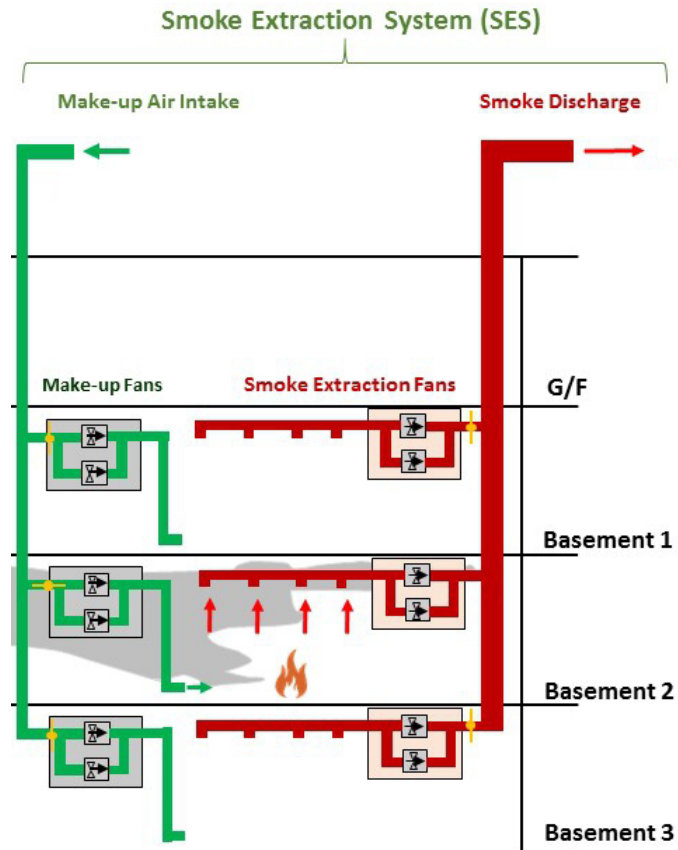 Smoke Extraction System (SES)
Make-up Air Intake
Smoke Discharge
Make-up Fans
Smoke Extraction Fans
G/F
Basement 1
Basement 2
Basement 3